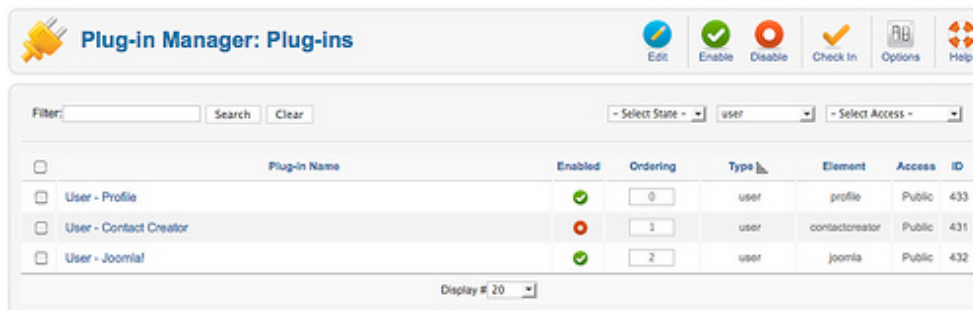 Plug-in Manager: Plug-ins
Edit Enable Disable Check In Options Help
Filter: Search Clear - Select State - user - Select Access -
Plug-in Name Enabled Ordering Type Element Access ID
User - Profile 0 user profile Public 433
User - Contact Creator 1 user contactcreator Public 431
User - Joomla! 2 user joomla Public 432
Display # 20